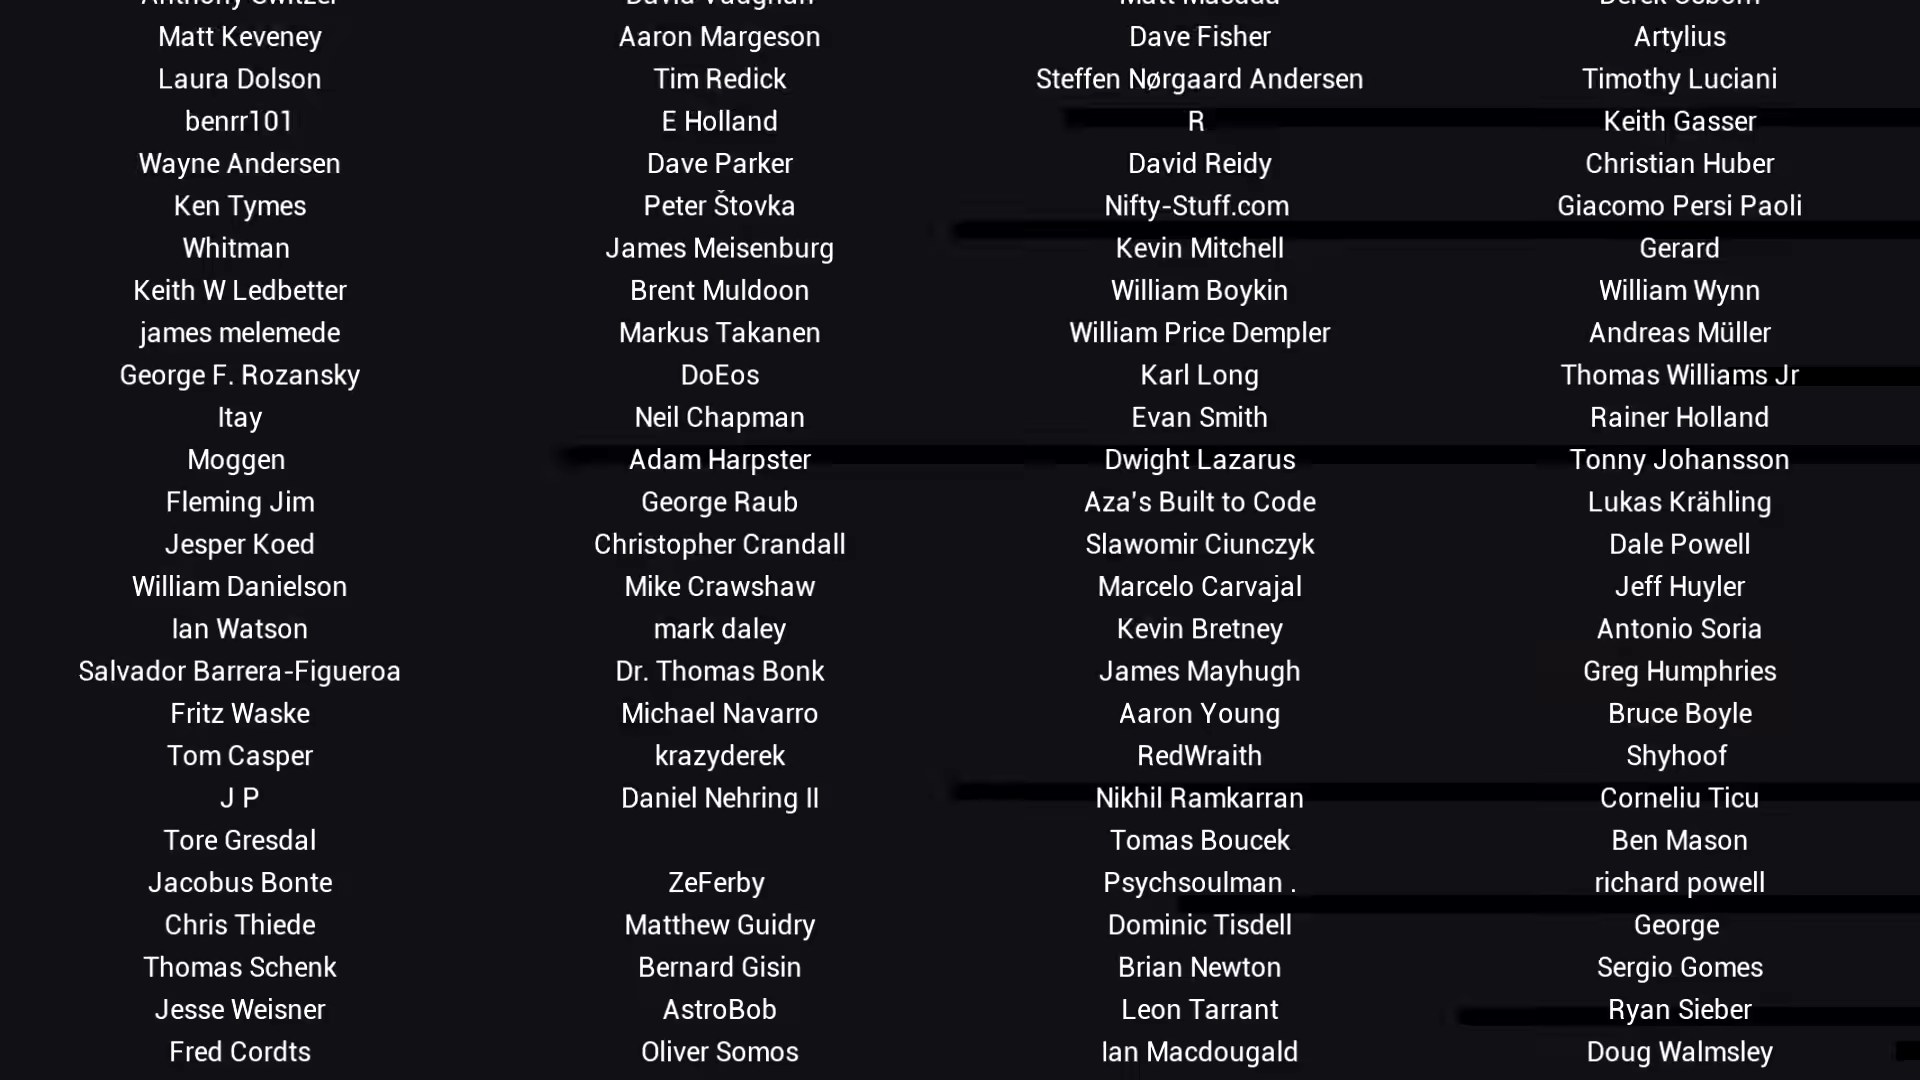 Matt Keveney Aaron Margeson Dave Fisher Artylius
Laura Dolson Tim Redick Steffen Nørgaard Andersen Timothy Luciani
benrr101 E Holland R Keith Gasser
Wayne Andersen Dave Parker David Reidy Christian Huber
Ken Tymes Peter Štovka Nifty-Stuff.com Giacomo Persi Paoli
Whitman James Meisenburg Kevin Mitchell Gerard
Keith W Ledbetter Brent Muldoon William Boykin William Wynn
james melemede Markus Takanen William Price Dempler Andreas Müller
George F. Rozansky DoEos Karl Long Thomas Williams Jr
Itay Neil Chapman Evan Smith Rainer Holland
Moggen Adam Harpster Dwight Lazarus Tonny Johansson
Fleming Jim George Raub Aza's Built to Code Lukas Krähling
Jesper Koed Christopher Crandall Slawomir Ciunczyk Dale Powell
William Danielson Mike Crawshaw Marcelo Carvajal Jeff Huyler
Ian Watson mark daley Kevin Bretney Antonio Soria
Salvador Barrera-Figueroa Dr. Thomas Bonk James Mayhugh Greg Humphries
Fritz Waske Michael Navarro Aaron Young Bruce Boyle
Tom Casper krazyderek RedWraith Shyhoof
J P Daniel Nehring II Nikhil Ramkarran Corneliu Ticu
Tore Gresdal Tomas Boucek Ben Mason
Jacobus Bonte ZeFerby Psychsoulman . richard powell
Chris Thiede Matthew Guidry Dominic Tisdell George
Thomas Schenk Bernard Gisin Brian Newton Sergio Gomes
Jesse Weisner AstroBob Leon Tarrant Ryan Sieber
Fred Cordts Oliver Somos Ian Macdougald Doug Walmsley